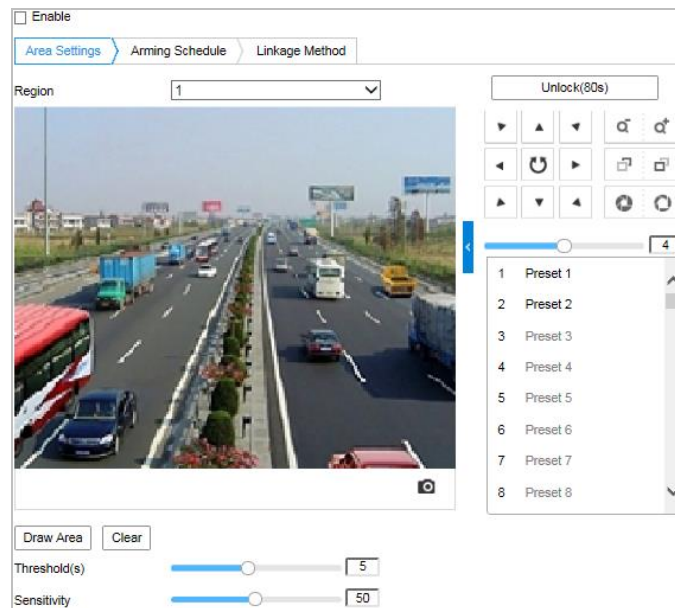 Enable
Area Settings
Arming Schedule
Linkage Method
Region
1
Unlock(80s)
4
1 Preset 1
2 Preset 2
3 Preset 3
4 Preset 4
5 Preset 5
6 Preset 6
7 Preset 7
8 Preset 8
Draw Area
Clear
Threshold(s)
5
Sensitivity
50